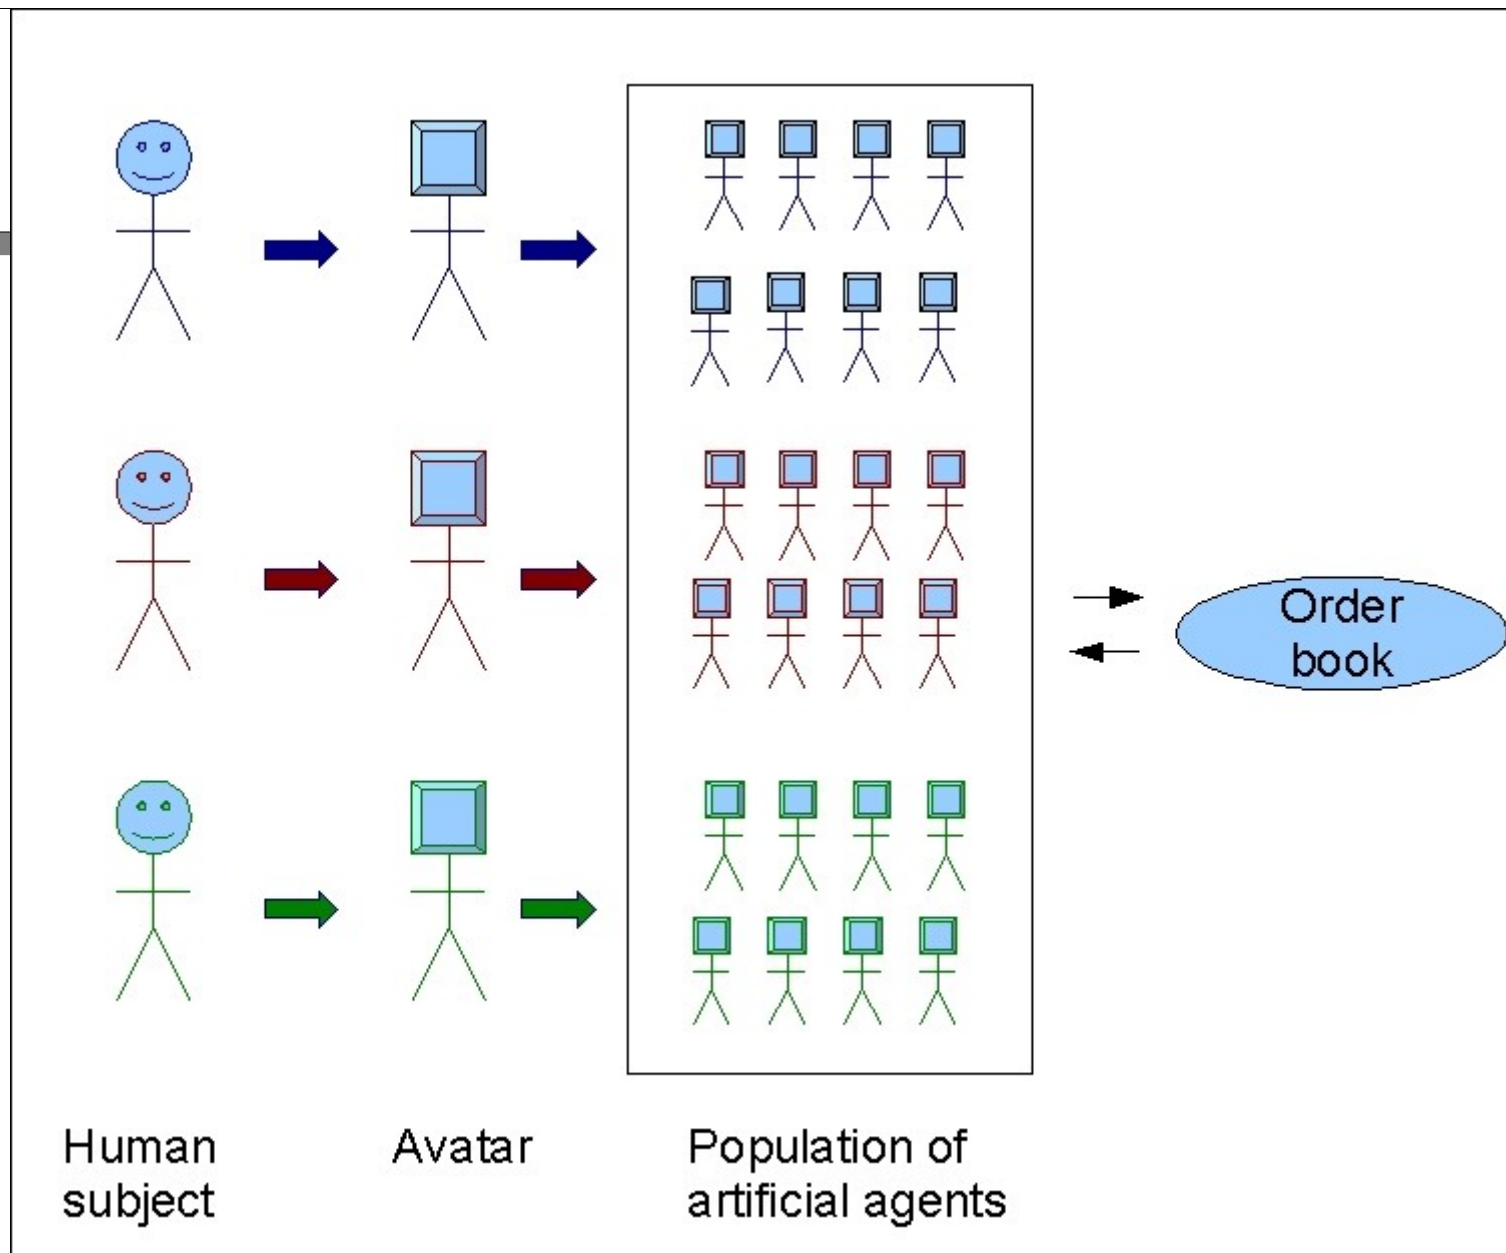 Order
book
Human
subject
Avatar
Population of
artificial agents